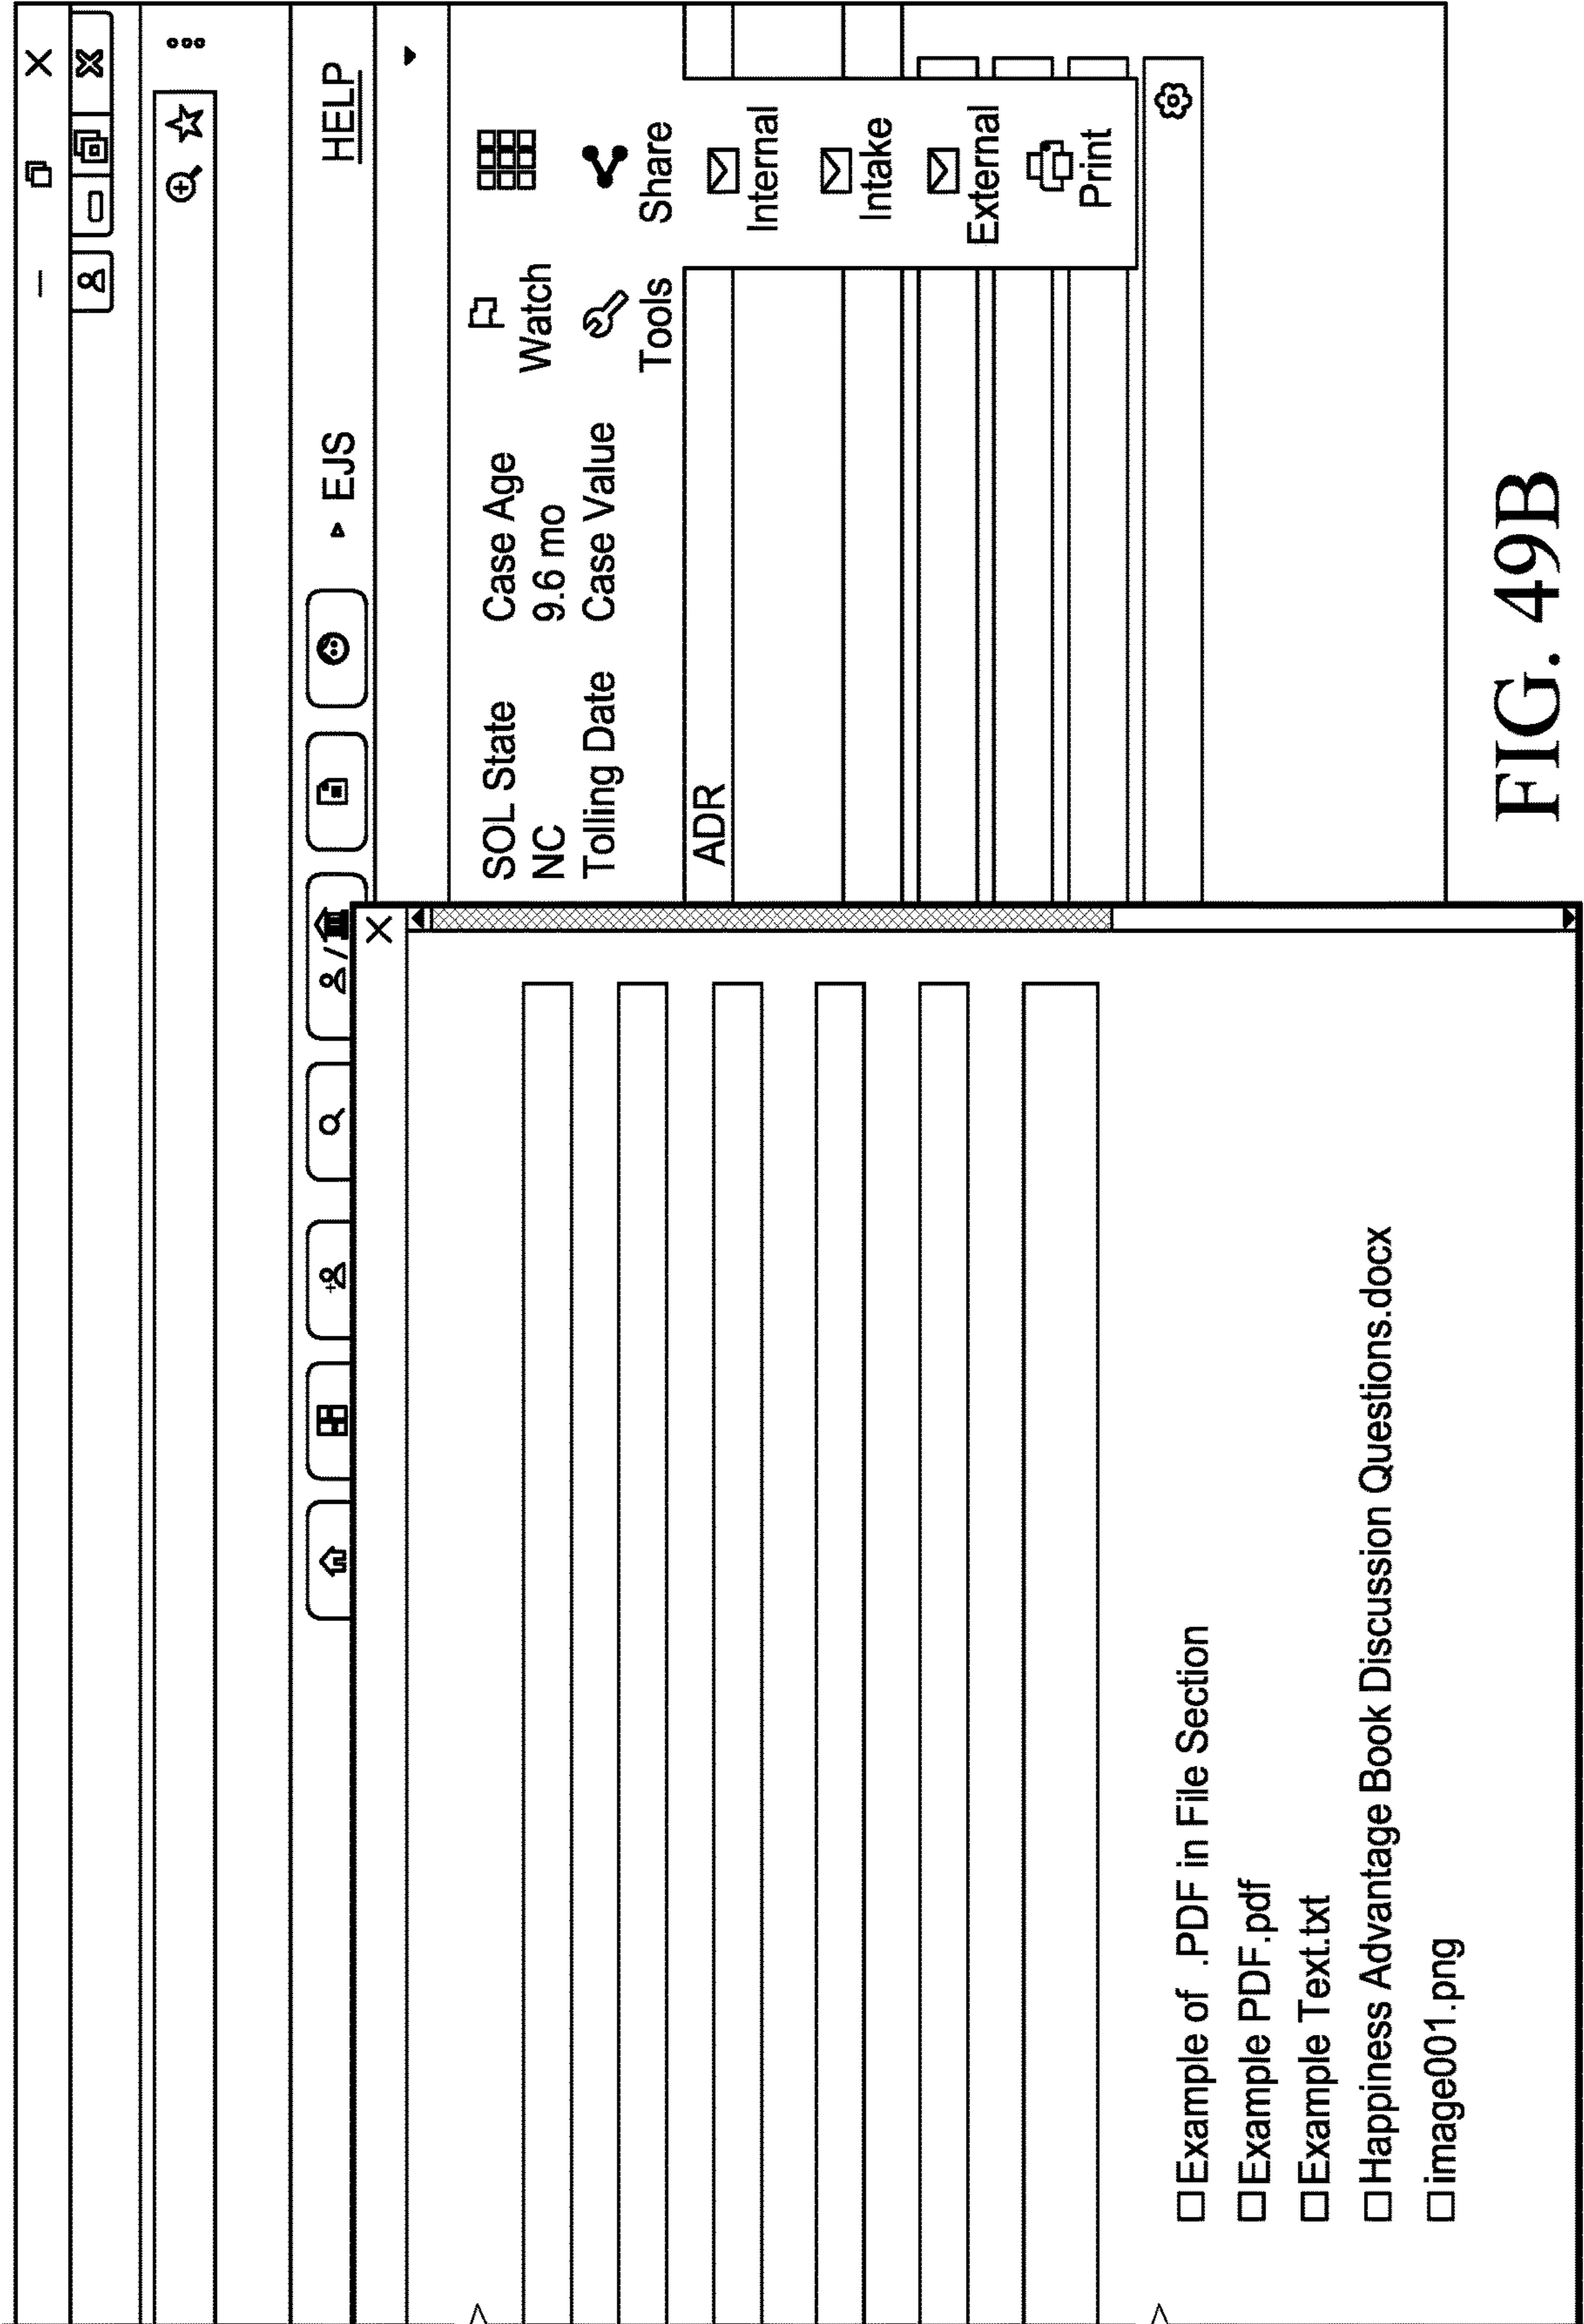 HELP
EJS
SOL State
Case Age
Watch
NC
9.6 mo
Tolling Date
Case Value
Tools
Share
ADR
Internal
Intake
External
Print
Example of .PDF in File Section
Example PDF.pdf
Example Text.txt
Happiness Advantage Book Discussion Questions.docx
image001.png
FIG. 49B